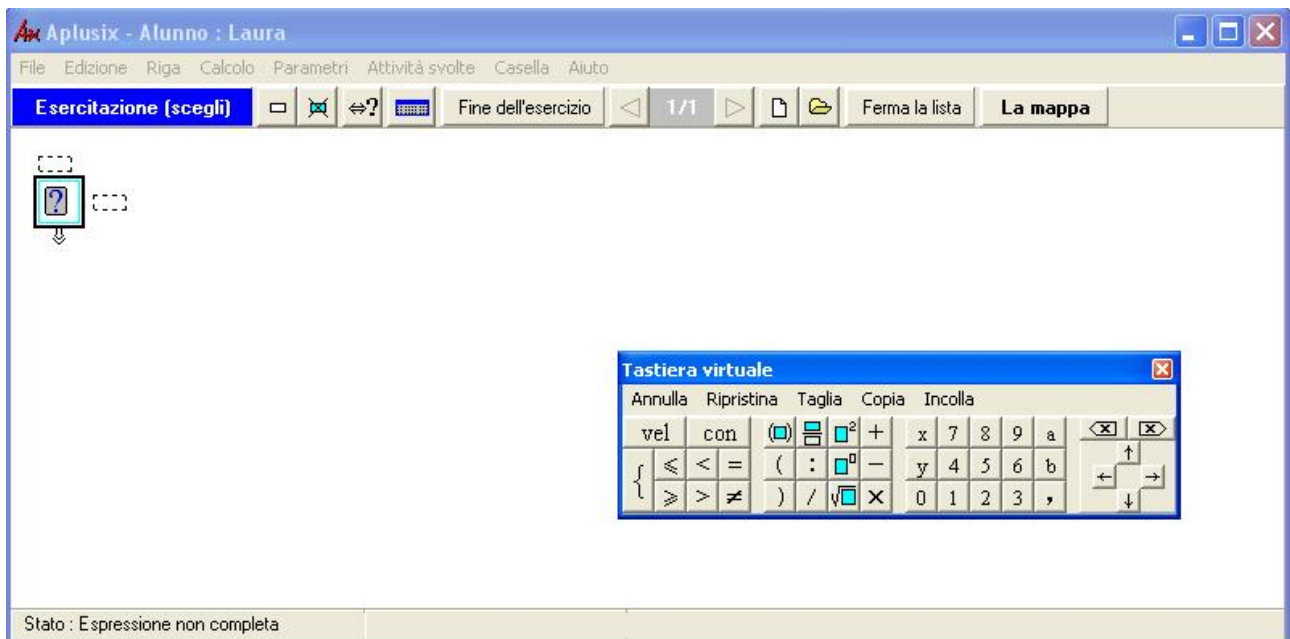 Aplusix - Alunno : Laura
File Edizione Riga Calcolo Parametri Attività svolte Casella Aiuto
Esercitazione (scegli) ⇔? Fine dell'esercizio 1/1 Ferma la lista La mappa
?
Tastiera virtuale
Annulla Ripristina Taglia Copia Incolla
vel con (□) □² + x 7 8 9 a
{ ⩽ < = ( : □□ − y 4 5 6 b ← ↑ →
⩾ > ≠ ) / √□ × 0 1 2 3 , ↓
Stato : Espressione non completa